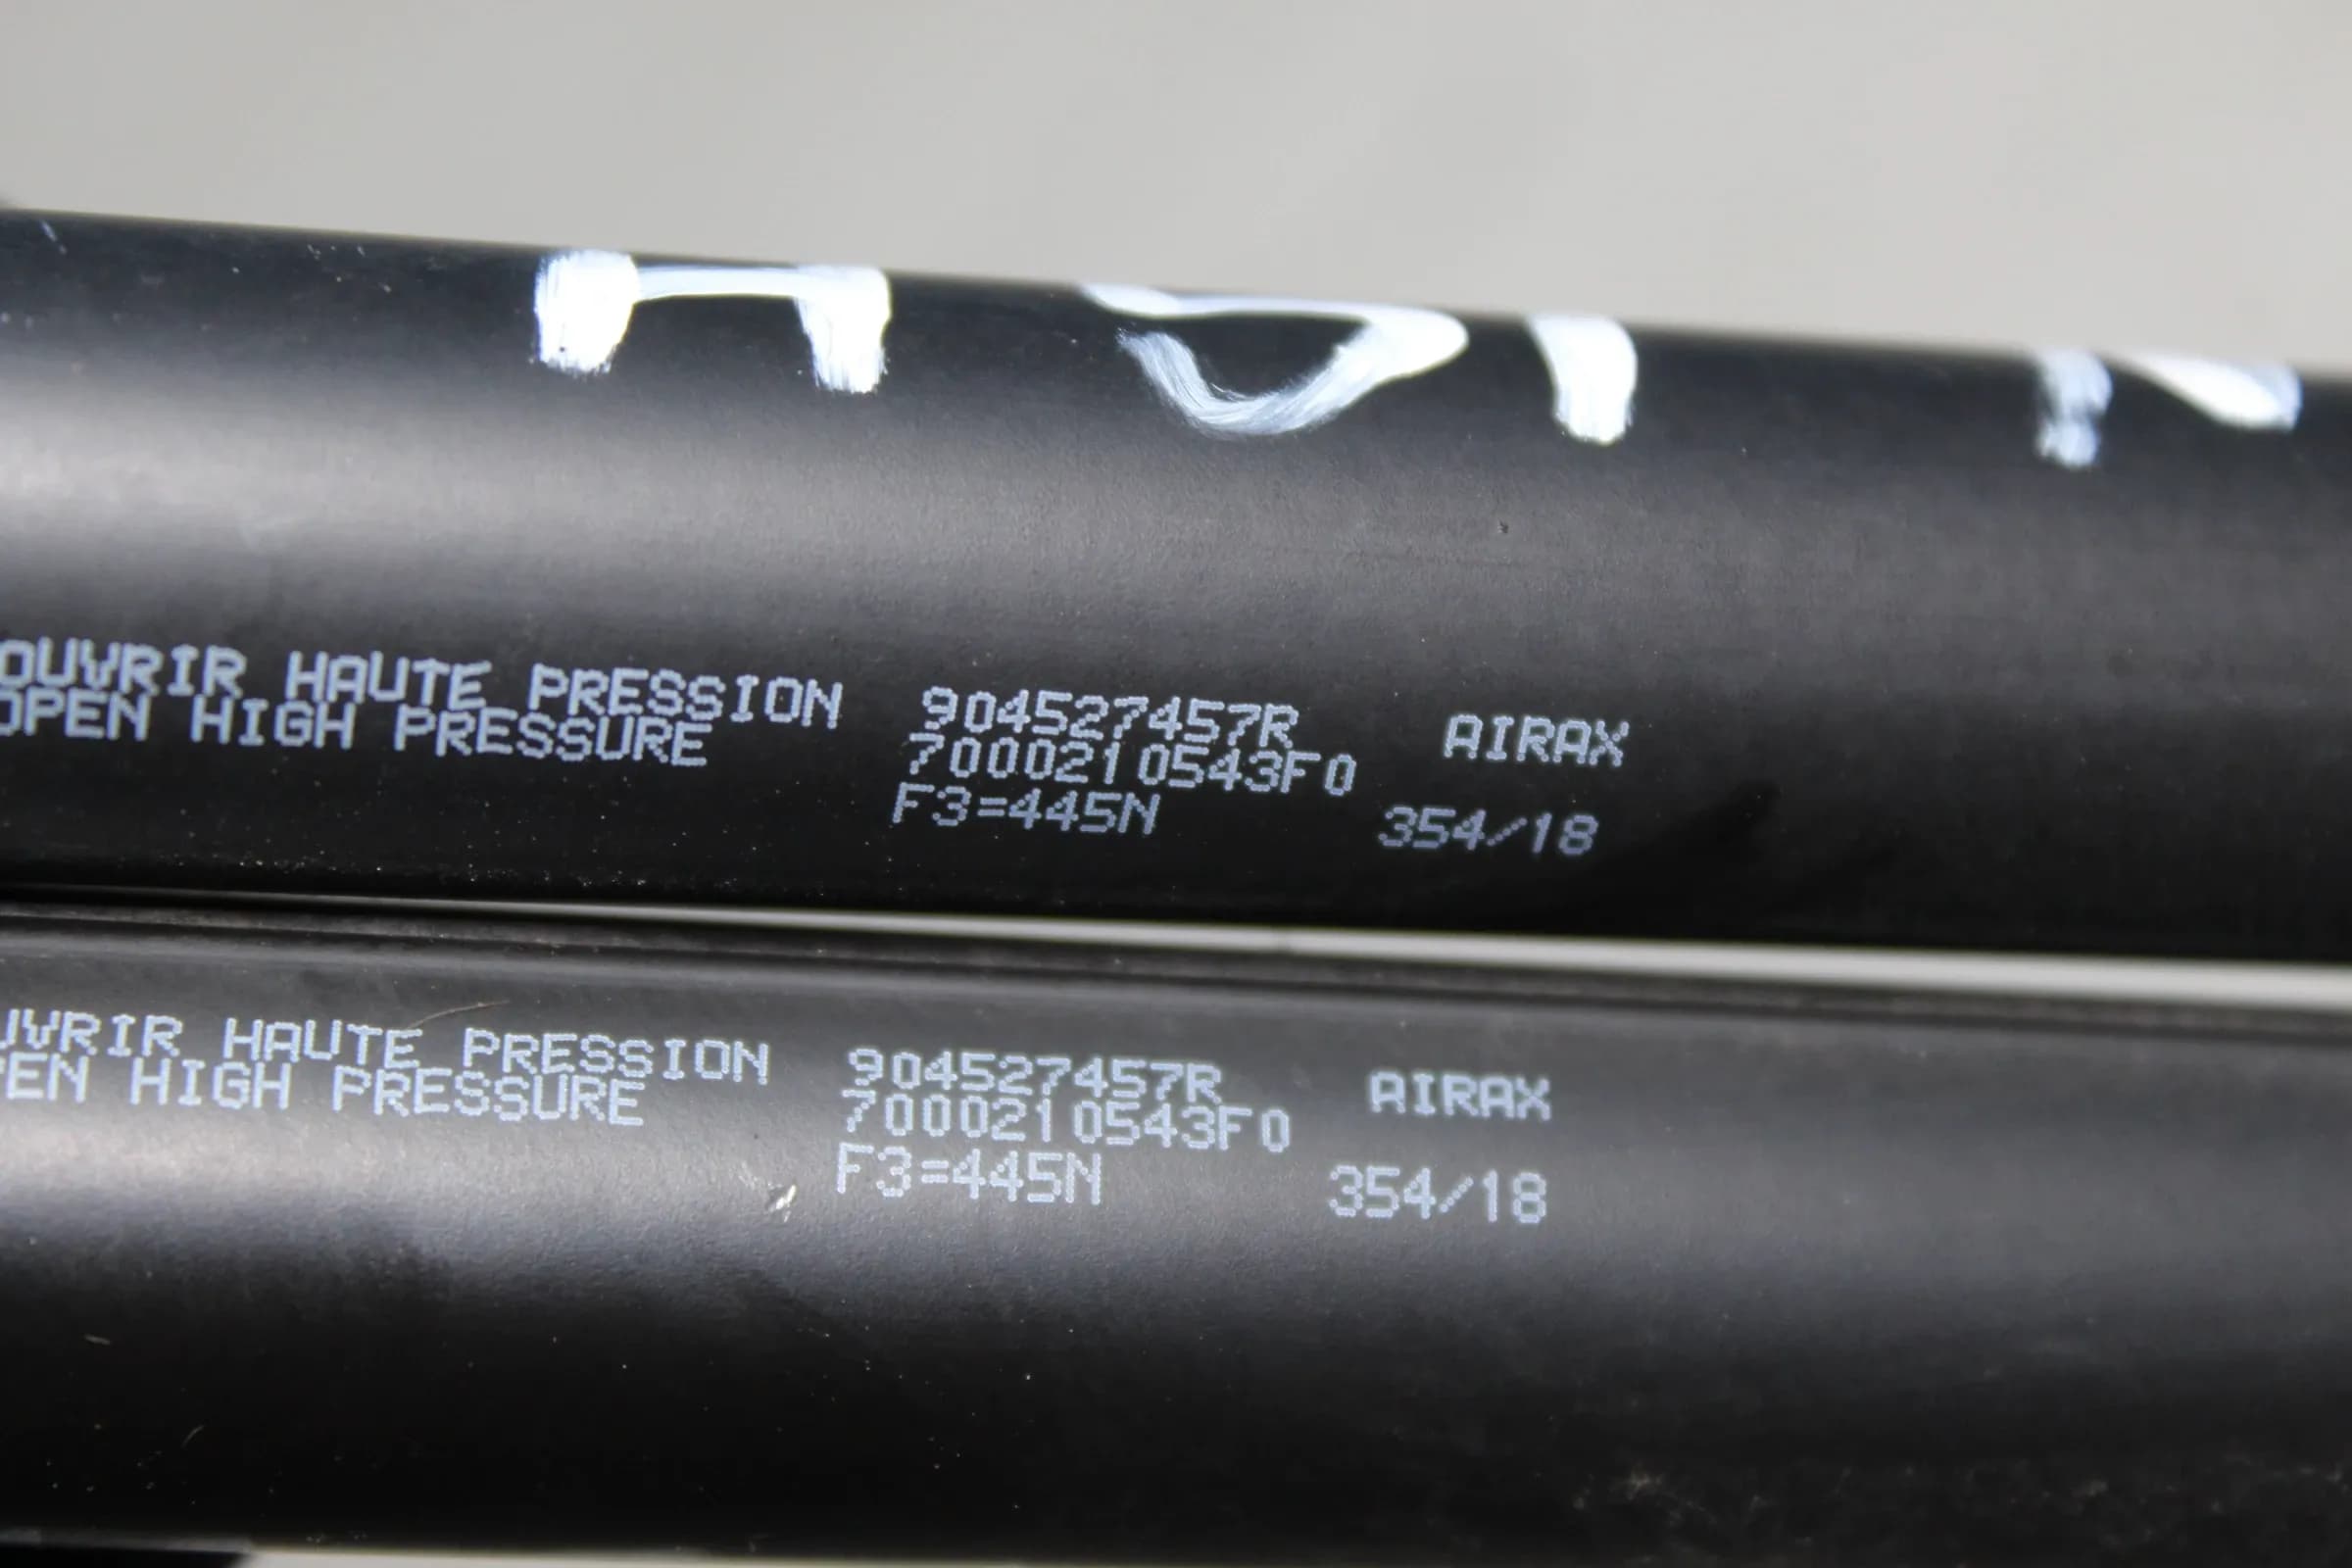 OUVRIR HAUTE PRESSION 904527457R AIRAX
OPEN HIGH PRESSURE 7000210543F0
F3=445N 354/18
UVRIR HAUTE PRESSION 904527457R AIRAX
EN HIGH PRESSURE 7000210543F0
F3=445N 354/18